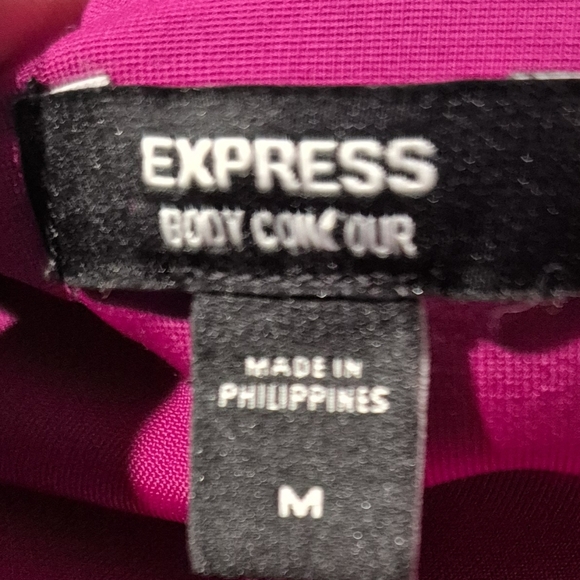 EXPRESS
BODY CONTOUR
MADE IN
PHILIPPINES
M